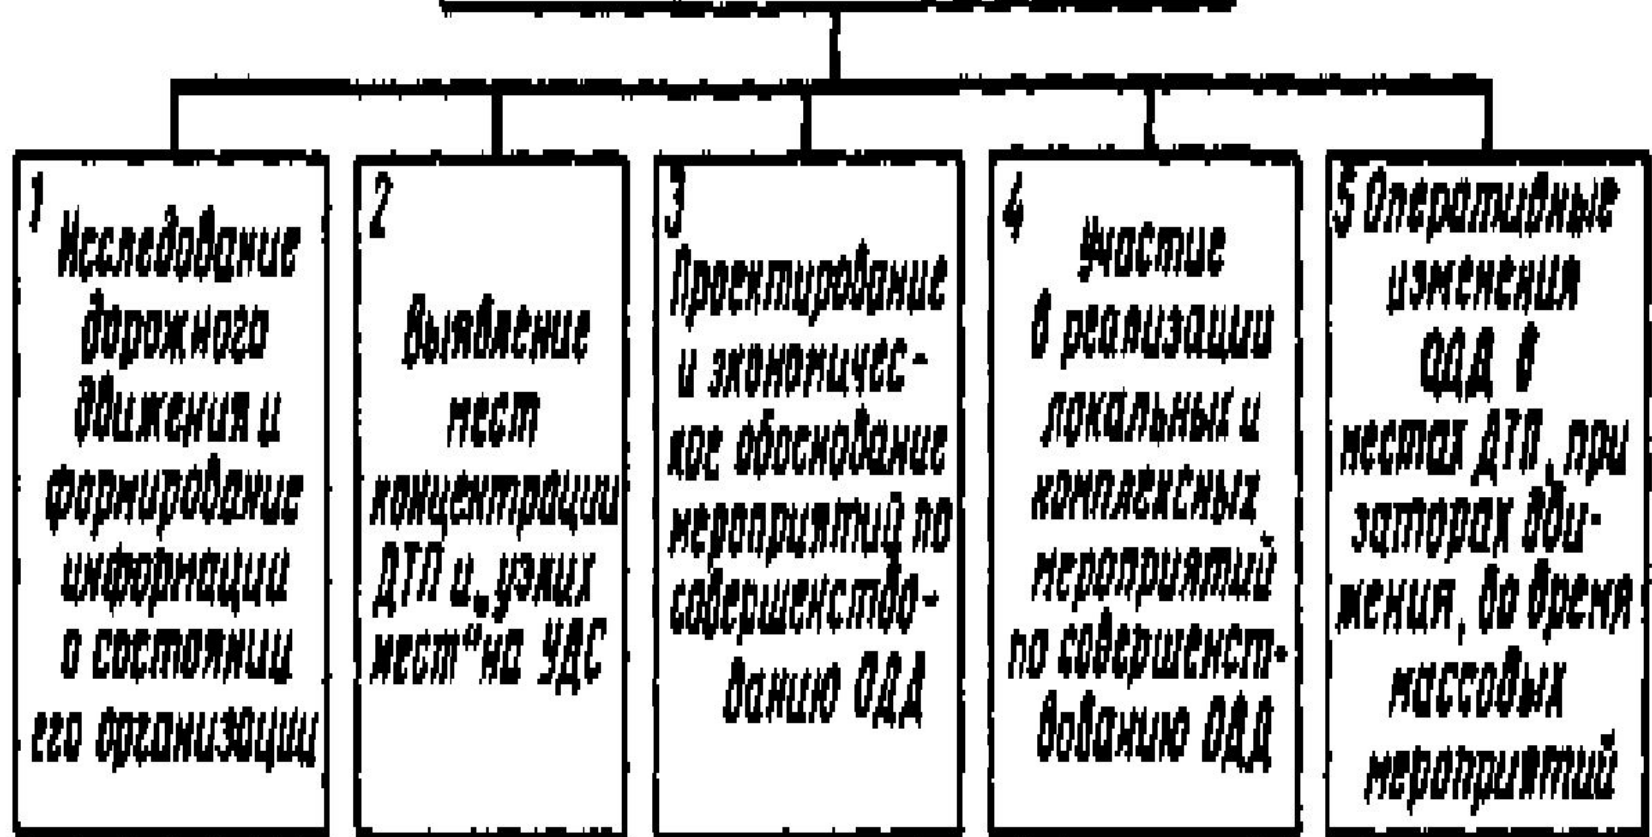 1
Исследование
дорожного
движения и
формирование
информации
о состоянии
его организации
2
Выявление
мест
концентрации
ДТП и „узких
мест“ на УДС
3
Проектирование
и экономичес-
кое обоснование
мероприятий по
совершенство-
ванию ОДД
4
Участие
в реализации
локальных и
комплексных
мероприятий
по совершенст-
вованию ОДД
5 Оперативные
изменения
ОДД в
местах ДТП, при
заторах дви-
жения, во время
массовых
мероприятий